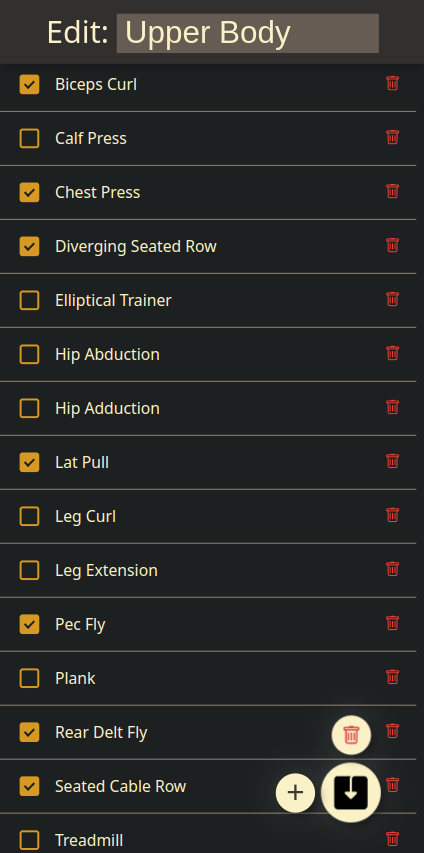 Edit: Upper Body
Biceps Curl
Calf Press
Chest Press
Diverging Seated Row
Elliptical Trainer
Hip Abduction
Hip Adduction
Lat Pull
Leg Curl
Leg Extension
Pec Fly
Plank
Rear Delt Fly
Seated Cable Row
Treadmill